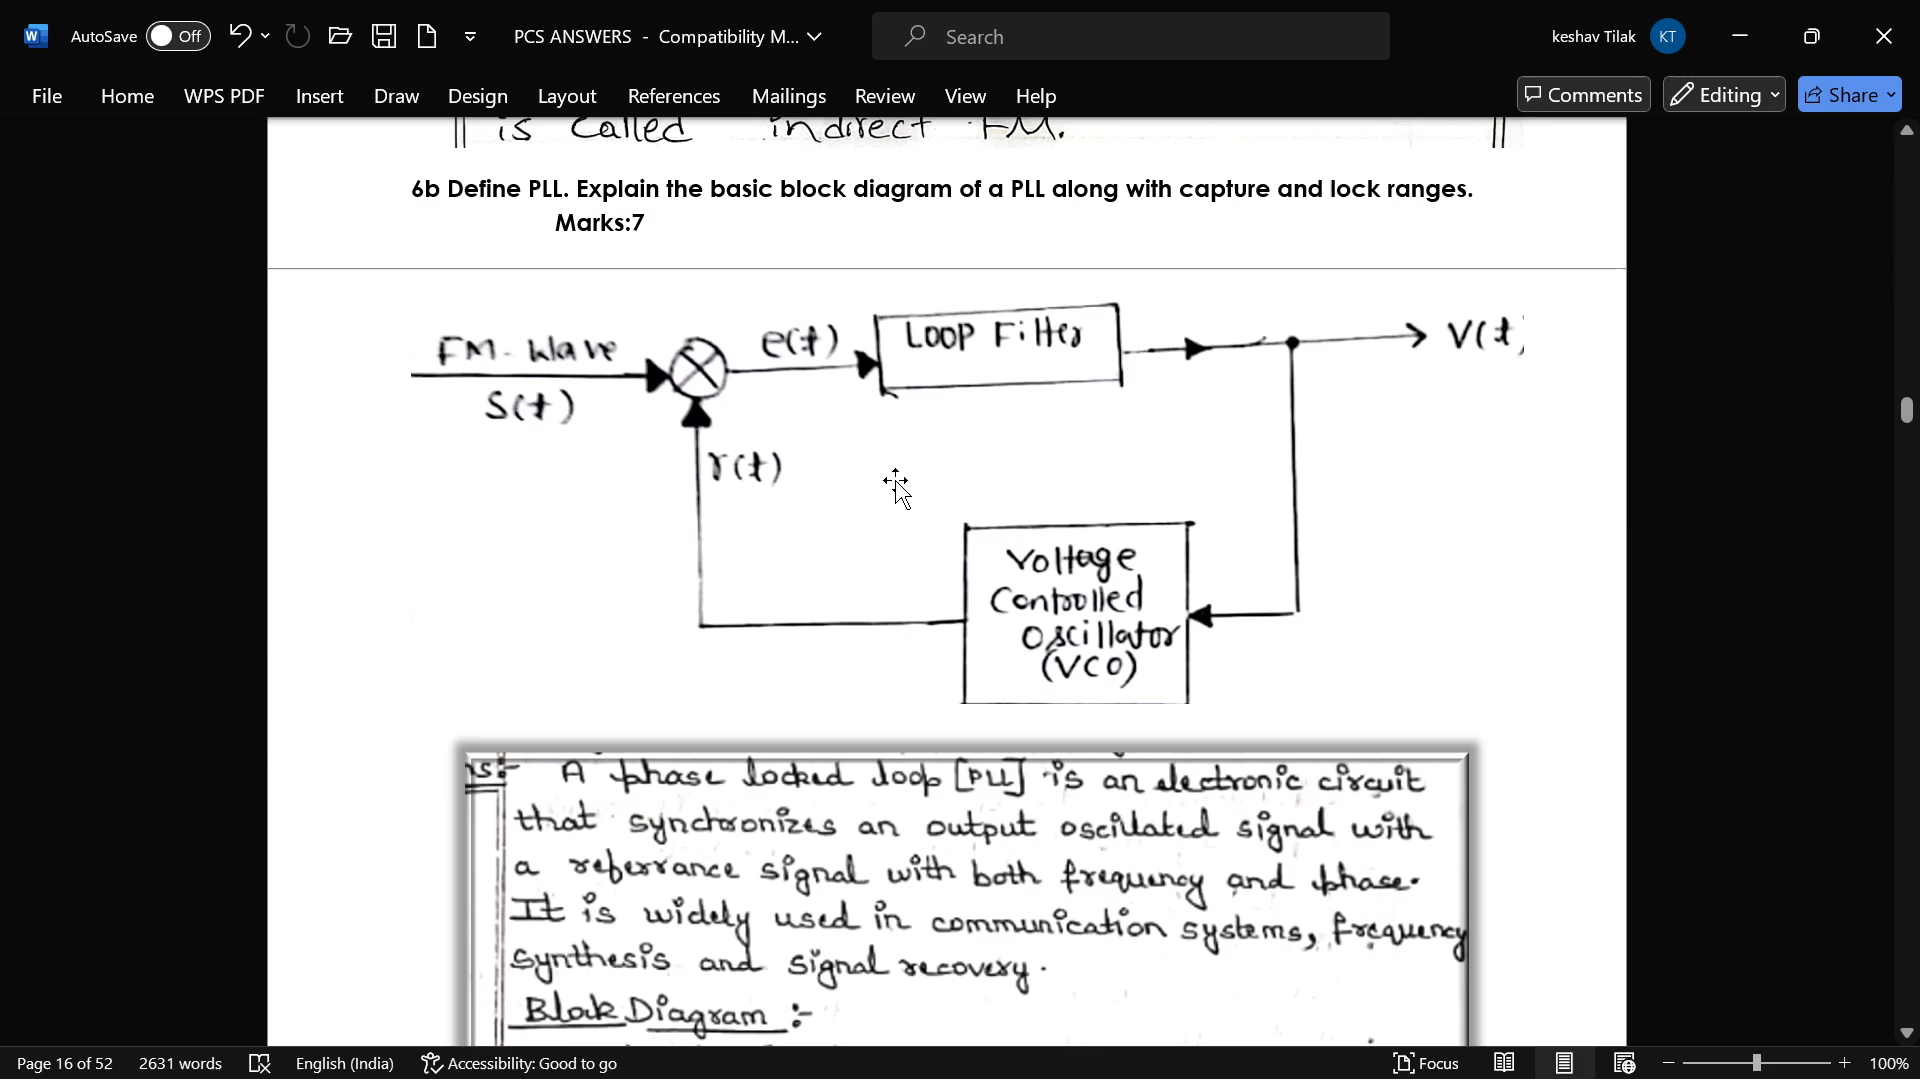 AutoSave Off PCS ANSWERS - Compatibility M... Search keshav Tilak KT
File Home WPS PDF Insert Draw Design Layout References Mailings Review View Help Comments Editing Share
is called indirect FM.
6b Define PLL. Explain the basic block diagram of a PLL along with capture and lock ranges.
Marks:7
FM-Wave
S(t)
e(t)
Loop Filter
V(t)
r(t)
Voltage
Controlled
Oscillator
(VCO)
ns:- A phase locked loop [PLL] is an electronic circuit
that synchronizes an output oscillated signal with
a referrance signal with both frequency and phase.
It is widely used in communication systems, frequency
synthesis and signal recovery.
Block Diagram :-
Page 16 of 52 2631 words English (India) Accessibility: Good to go Focus 100%